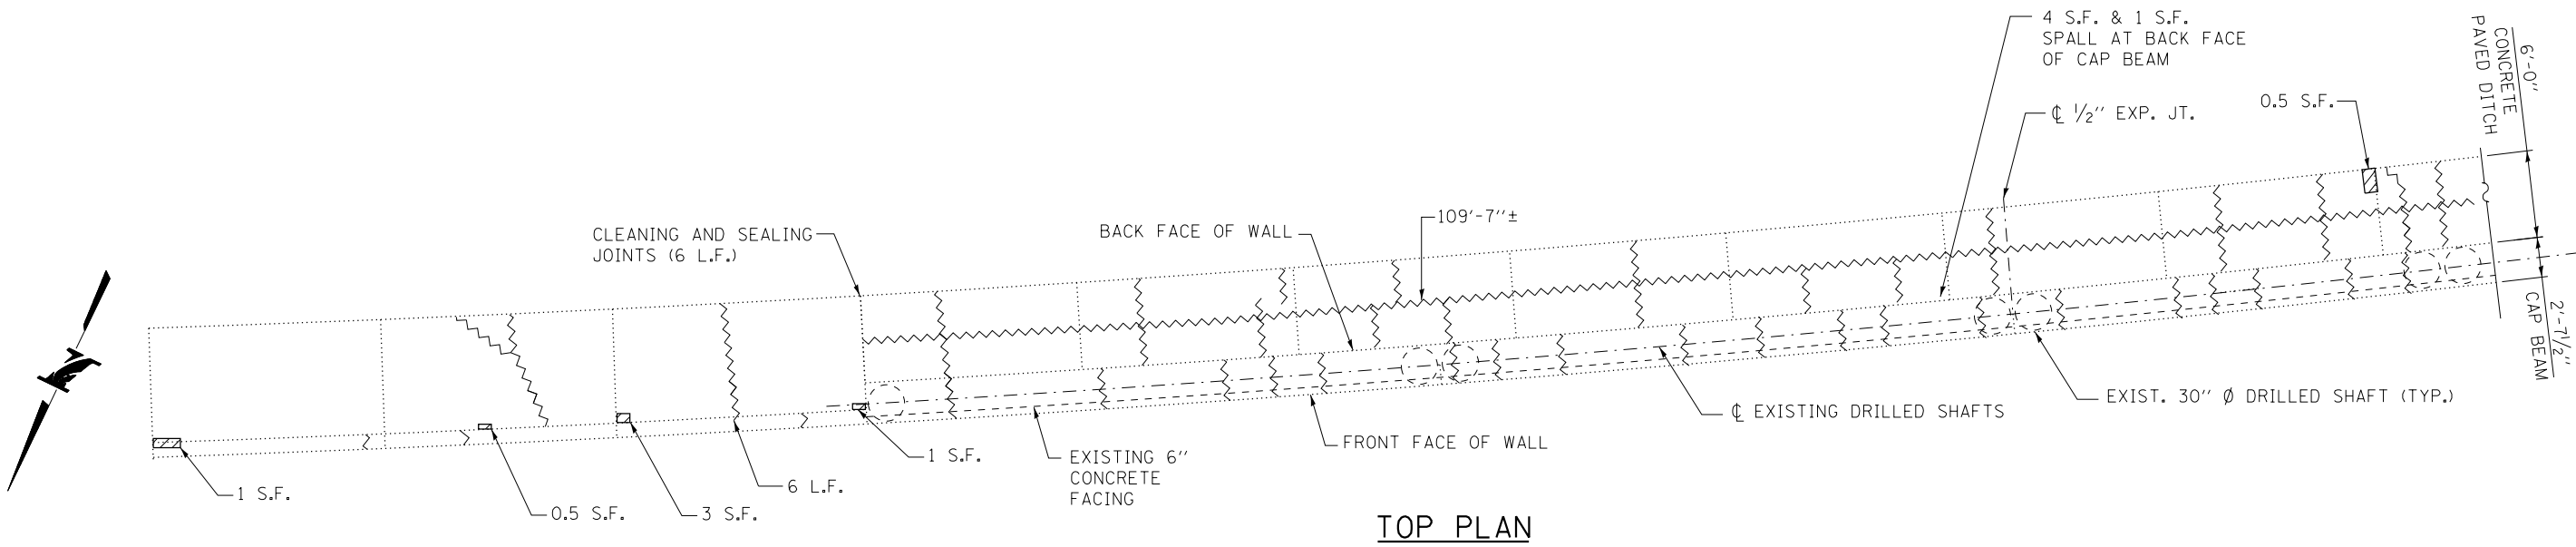 4 S.F. & 1 S.F.
SPALL AT BACK FACE
OF CAP BEAM
6'-0"
CONCRETE
PAVED DITCH
0.5 S.F.
℄ 1/2" EXP. JT.
109'-7"±
CLEANING AND SEALING
JOINTS (6 L.F.)
BACK FACE OF WALL
2'-7 1/2"
CAP BEAM
EXIST. 30" Ø DRILLED SHAFT (TYP.)
℄ EXISTING DRILLED SHAFTS
FRONT FACE OF WALL
1 S.F.
EXISTING 6"
CONCRETE
FACING
6 L.F.
1 S.F.
0.5 S.F.
3 S.F.
TOP PLAN